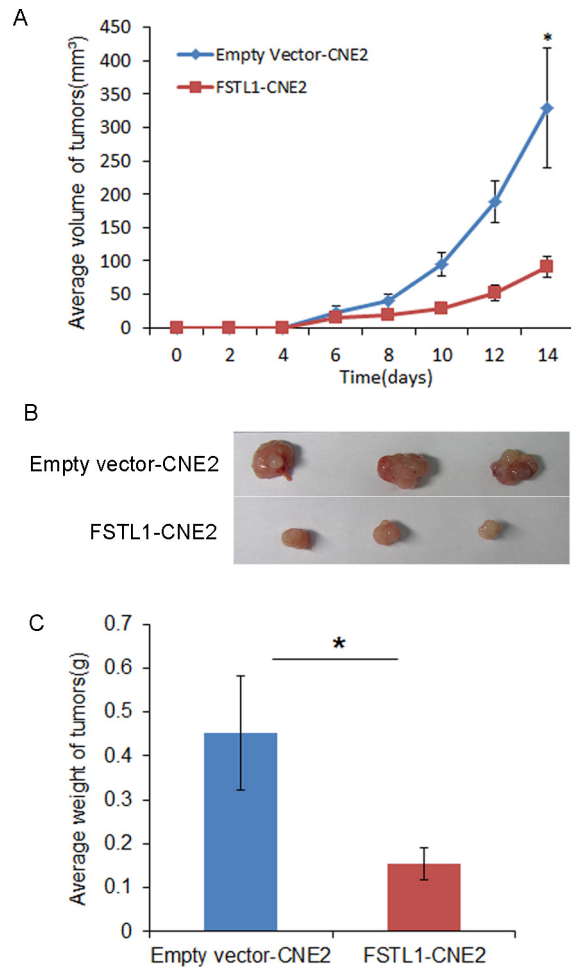 A
Average volume of tumors(mm³)
450
400
350
300
250
200
150
100
50
0
*
Empty Vector-CNE2
FSTL1-CNE2
0 2 4 6 8 10 12 14
Time(days)
B
Empty vector-CNE2
FSTL1-CNE2
C
Average weight of tumors(g)
0.7
0.6
0.5
0.4
0.3
0.2
0.1
0
*
Empty vector-CNE2 FSTL1-CNE2